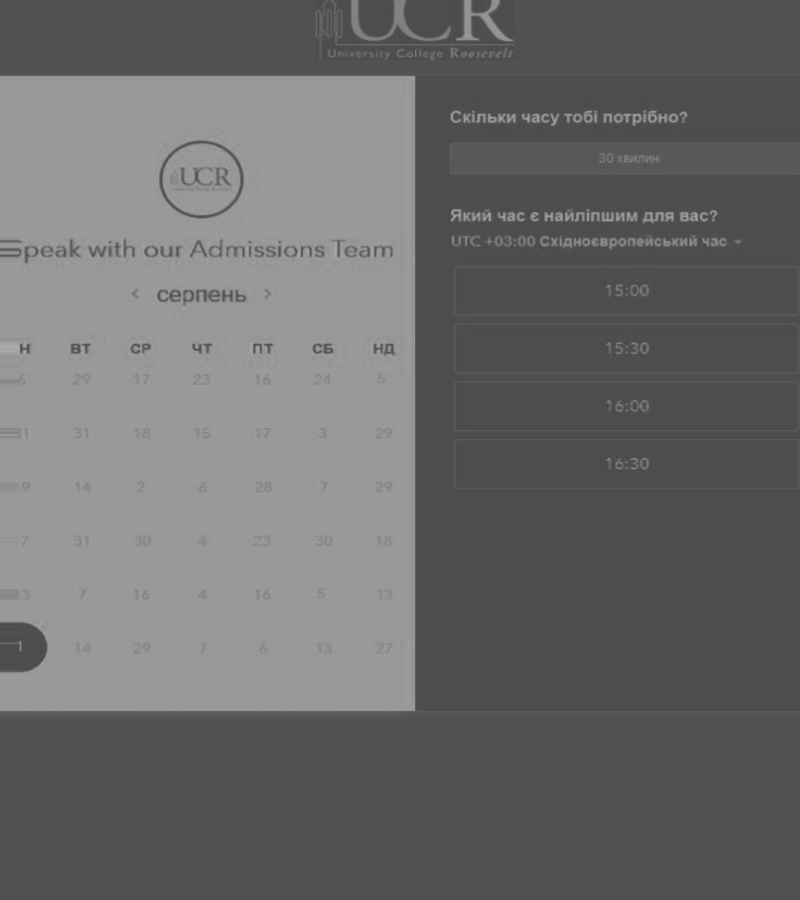 UCR
University College Roosevelt
UCR
Speak with our Admissions Team
серпень
Н ВТ СР ЧТ ПТ СБ НД
6 29 17 23 16 24 5
31 31 18 15 17 3 29
9 14 2 6 28 7 29
7 31 30 4 23 30 18
3 7 16 4 16 5 13
14 29 7 6 13 27
Скільки часу тобі потрібно?
30 хвилин
Який час є найліпшим для вас?
UTC +03:00 Східноєвропейський час
15:00
15:30
16:00
16:30